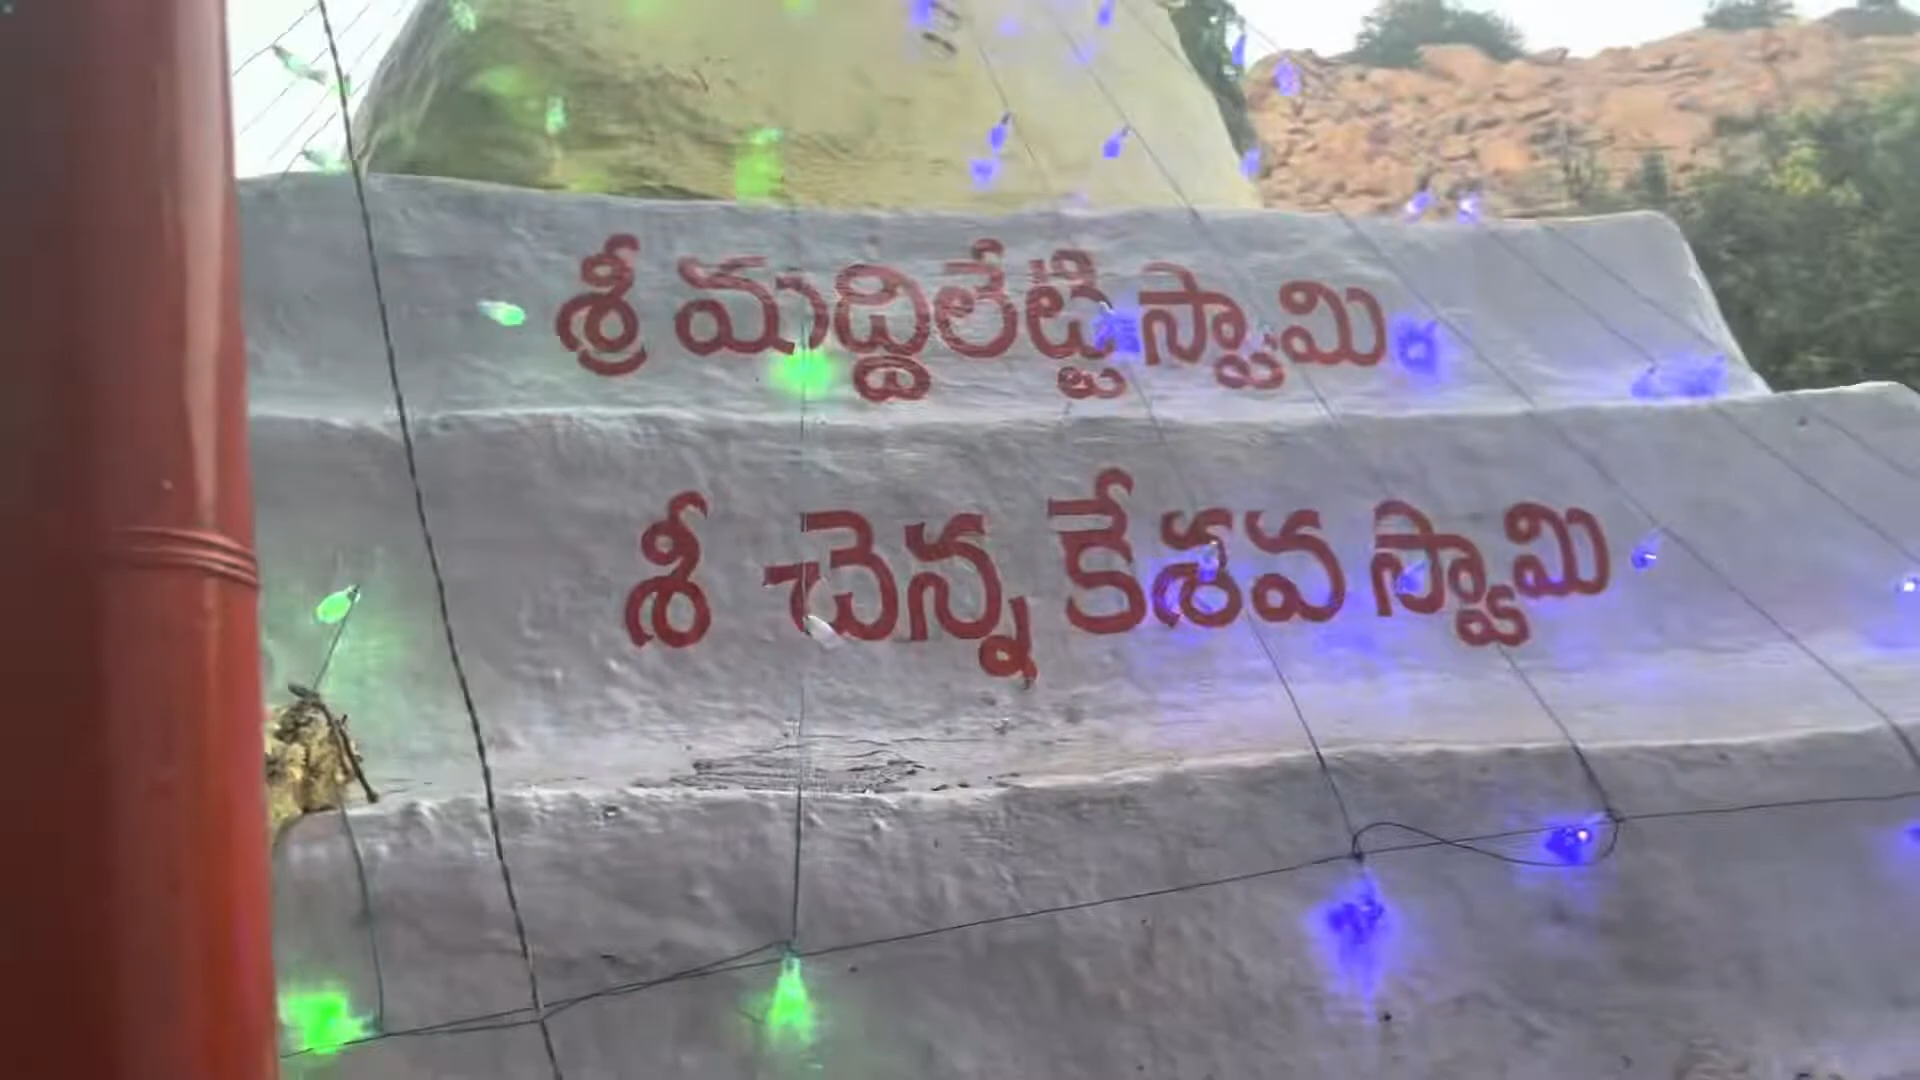 శ్రీ మద్దిలేట్టి స్వామి
శీ చెన్న కేశవ స్వామి